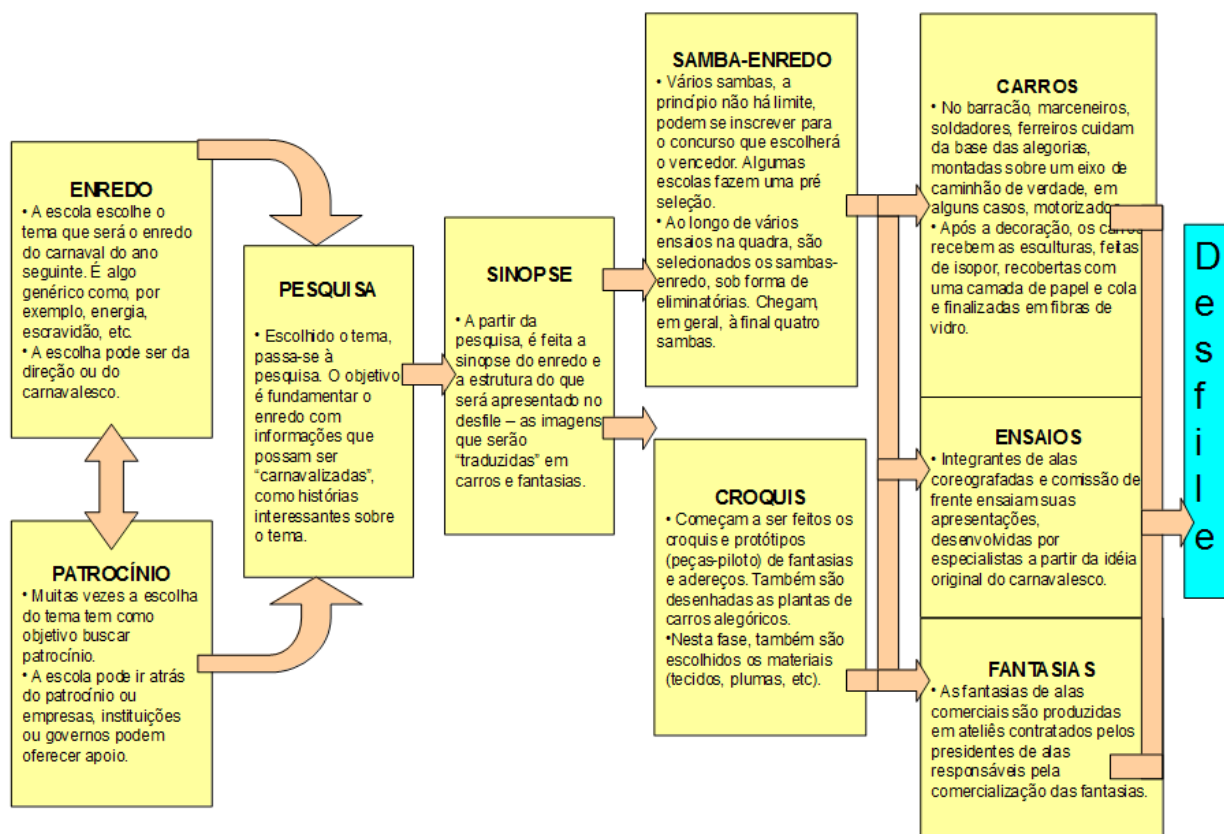 ENREDO
• A escola escolhe o
tema que será o enredo
do carnaval do ano
seguinte. É algo
genérico como, por
exemplo, energia,
escravidão, etc.
• A escolha pode ser da
direção ou do
carnavalesco.
PATROCÍNIO
• Muitas vezes a escolha
do tema tem como
objetivo buscar
patrocínio.
• A escola pode ir atrás
do patrocínio ou
empresas, instituições
ou governos podem
oferecer apoio.
PESQUISA
• Escolhido o tema,
passa-se à
pesquisa. O objetivo
é fundamentar o
enredo com
informações que
possam ser
“carnavalizadas”,
como histórias
interessantes sobre
o tema.
SINOPSE
• A partir da
pesquisa, é feita a
sinopse do enredo e
a estrutura do que
será apresentado no
desfile – as imagens
que serão
“traduzidas” em
carros e fantasias.
SAMBA-ENREDO
• Vários sambas, a
princípio não há limite,
podem se inscrever para
o concurso que escolherá
o vencedor. Algumas
escolas fazem uma pré
seleção.
• Ao longo de vários
ensaios na quadra, são
selecionados os sambas-
enredo, sob forma de
eliminatórias. Chegam,
em geral, à final quatro
sambas.
CROQUIS
• Começam a ser feitos os
croquis e protótipos
(peças-piloto) de fantasias
e adereços. Também são
desenhadas as plantas de
carros alegóricos.
•Nesta fase, também são
escolhidos os materiais
(tecidos, plumas, etc).
CARROS
• No barracão, marceneiros,
soldadores, ferreiros cuidam
da base das alegorias,
montadas sobre um eixo de
caminhão de verdade, em
alguns casos, motorizados
• Após a decoração, os carros
recebem as esculturas, feitas
de isopor, recobertas com
uma camada de papel e cola
e finalizadas em fibras de
vidro.
ENSAIOS
• Integrantes de alas
coreografadas e comissão de
frente ensaiam suas
apresentações,
desenvolvidas por
especialistas a partir da idéia
original do carnavalesco.
FANTASIAS
• As fantasias de alas
comerciais são produzidas
em ateliês contratados pelos
presidentes de alas
responsáveis pela
comercialização das fantasias.
Desfile